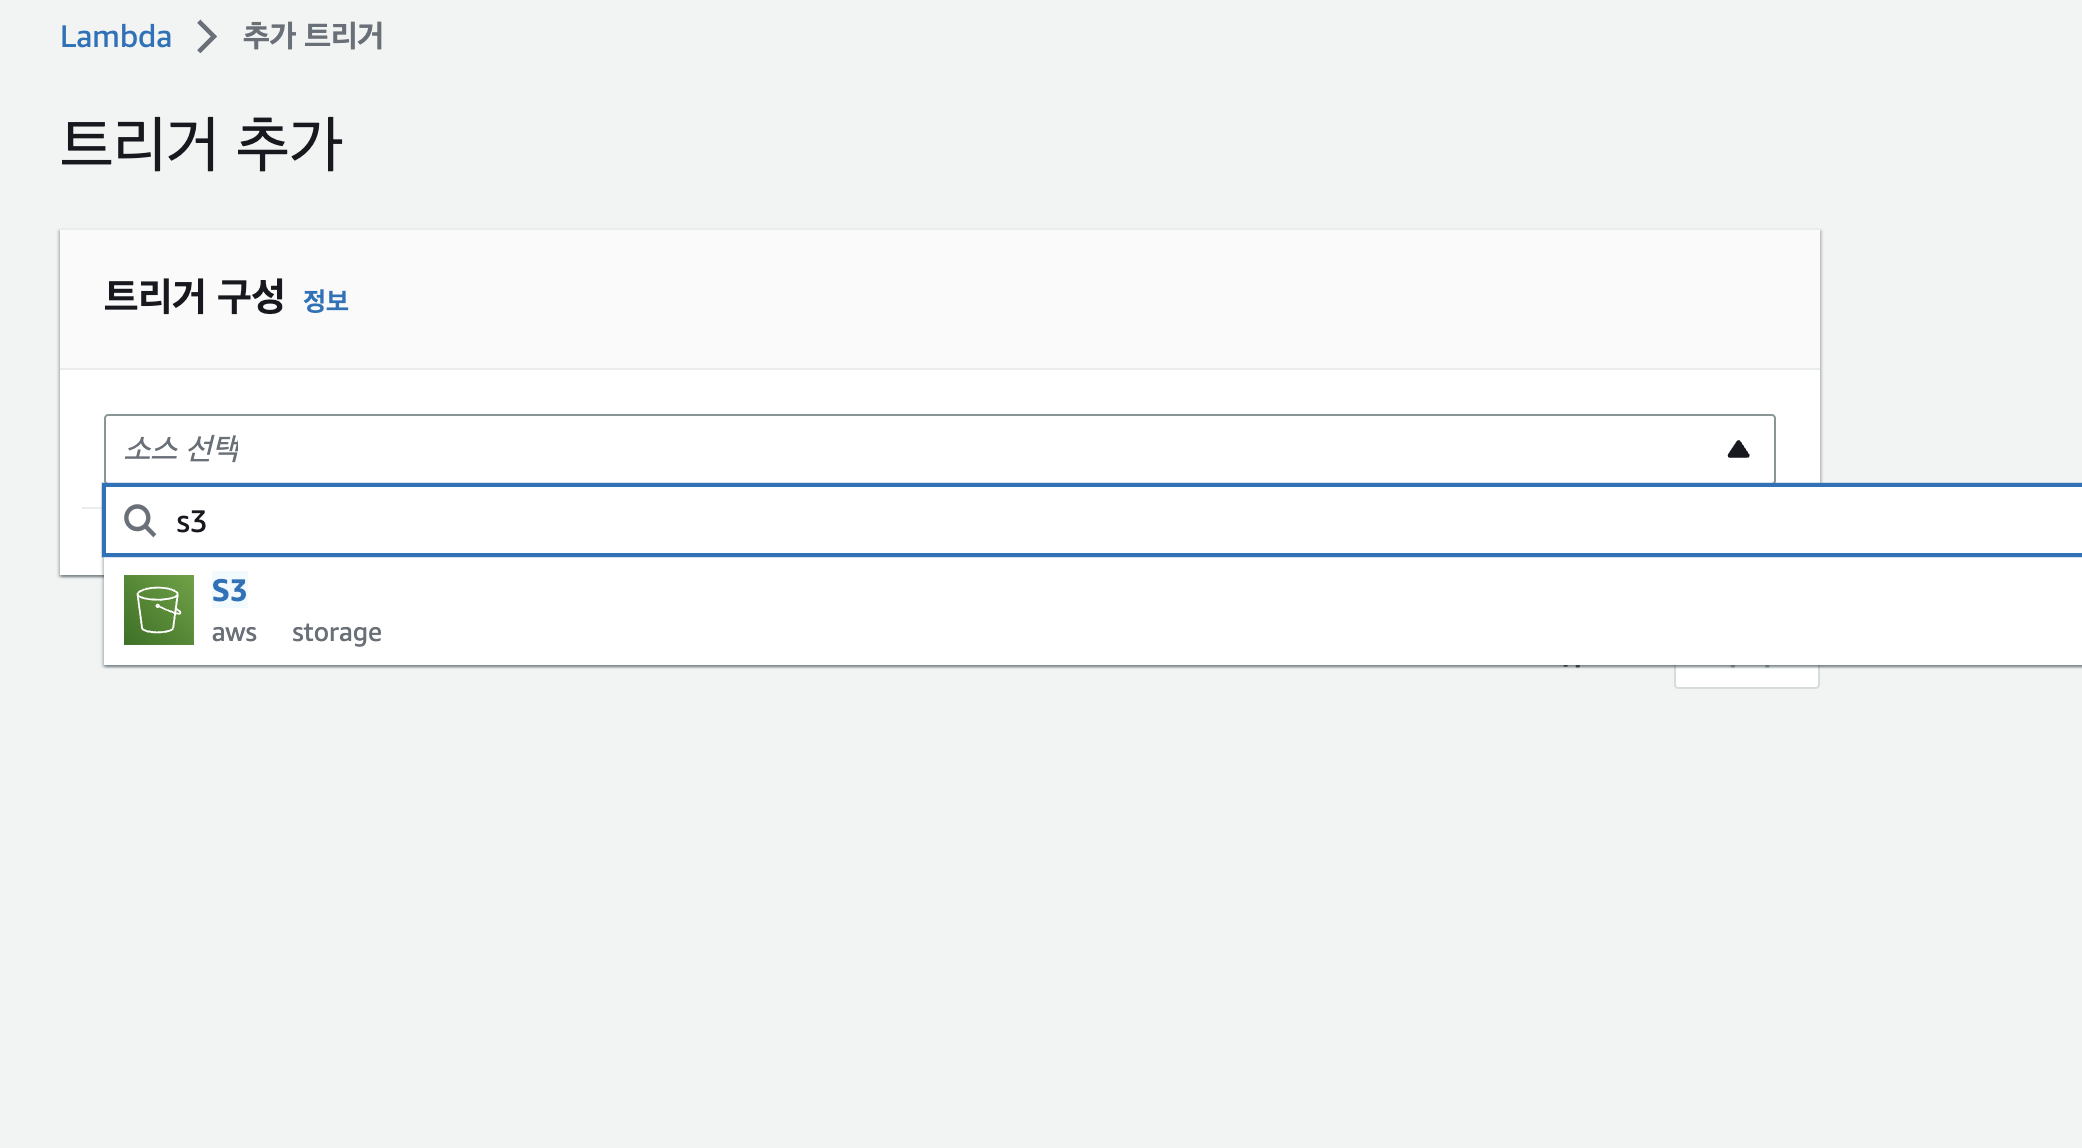 Lambda 추가 트리거
트리거 추가
트리거 구성 정보
소스 선택
s3
S3
aws storage